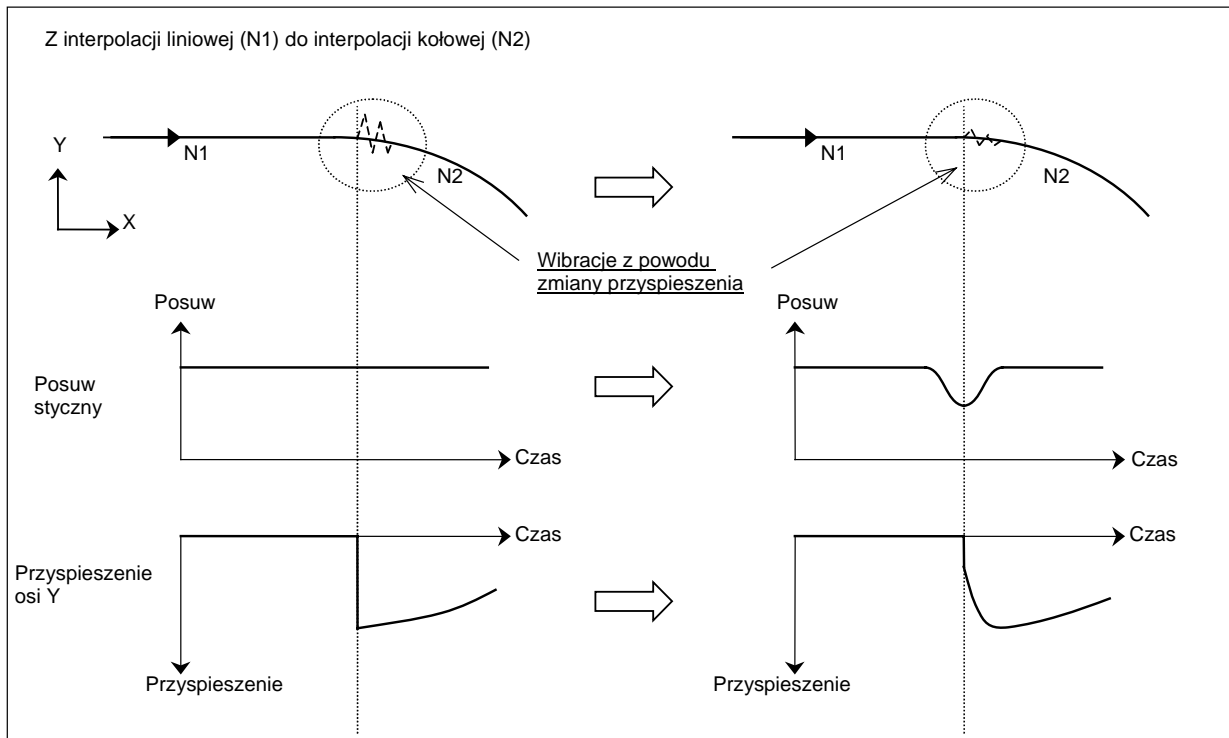 Z interpolacji liniowej (N1) do interpolacji kołowej (N2)
Y
N1
N2
X
N1
N2
Wibracje z powodu
zmiany przyspieszenia
Posuw
Posuw
Posuw
styczny
Czas
Czas
Czas
Czas
Przyspieszenie
osi Y
Przyspieszenie
Przyspieszenie